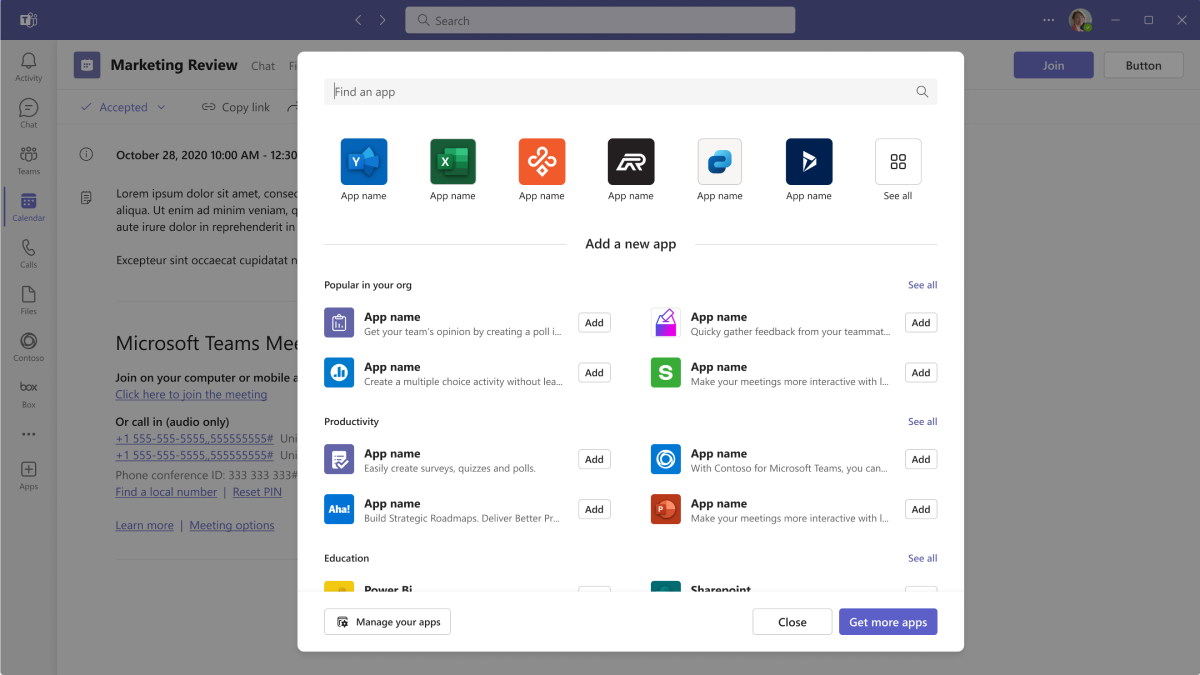 Search
Activity
Chat
Teams
Calendar
Calls
Files
Contoso
box
Box
Apps
Marketing Review
Chat
Join
Button
Accepted
Copy link
October 28, 2020 10:00 AM - 12:30
Lorem ipsum dolor sit amet,
aliqua. Ut enim ad minim veniam,
aute irure dolor in reprehenderit in
Excepteur sint occaecat cupidatat
Microsoft Teams
Join on your computer or mobile
Click here to join the meeting
Or call in (audio only)
+1 555-555-5555,,555555555#
+1 555-555-5555,,555555555#
Phone conference ID: 333 333 333#
Find a local number | Reset PIN
Learn more | Meeting options
Find an app
Y
X
App name
App name
App name
App name
App name
App name
See all
Add a new app
Popular in your org
See all
App name
Get your team's opinion by creating a poll i...
Add
App name
Quicky gather feedback from your teammat...
Add
App name
Create a multiple choice activity without lea...
Add
S
App name
Make your meetings more interactive with l...
Add
Productivity
See all
App name
Easily create surveys, quizzes and polls.
Add
App name
With Contoso for Microsoft Teams, you can...
Add
Aha!
App name
Build Strategic Roadmaps. Deliver Better Pr...
Add
P
App name
Make your meetings more interactive with l...
Add
Education
See all
Power Bi
Sharepoint
Manage your apps
Close
Get more apps